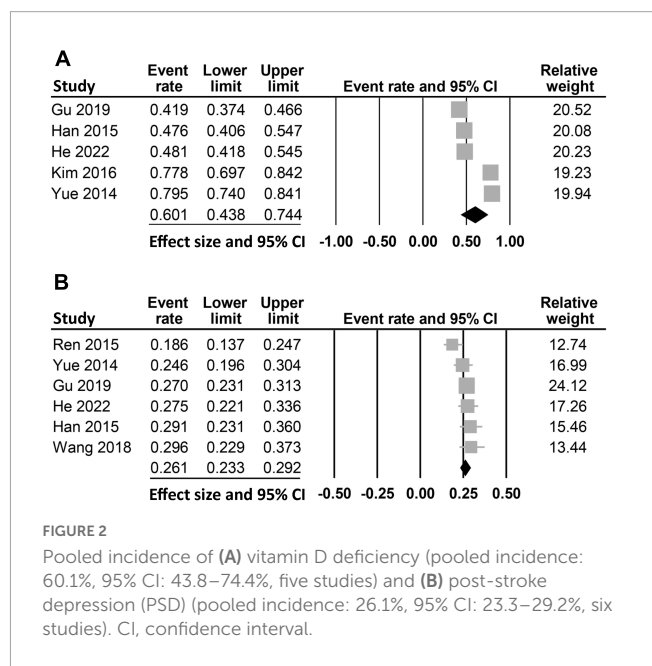 A
Study Event rate Lower limit Upper limit Event rate and 95% CI Relative weight
Gu 2019 0.419 0.374 0.466 20.52
Han 2015 0.476 0.406 0.547 20.08
He 2022 0.481 0.418 0.545 20.23
Kim 2016 0.778 0.697 0.842 19.23
Yue 2014 0.795 0.740 0.841 19.94
0.601 0.438 0.744
Effect size and 95% CI -1.00 -0.50 0.00 0.50 1.00
B
Study Event rate Lower limit Upper limit Event rate and 95% CI Relative weight
Ren 2015 0.186 0.137 0.247 12.74
Yue 2014 0.246 0.196 0.304 16.99
Gu 2019 0.270 0.231 0.313 24.12
He 2022 0.275 0.221 0.336 17.26
Han 2015 0.291 0.231 0.360 15.46
Wang 2018 0.296 0.229 0.373 13.44
0.261 0.233 0.292
Effect size and 95% CI -0.50 -0.25 0.00 0.25 0.50
FIGURE 2
Pooled incidence of (A) vitamin D deficiency (pooled incidence:
60.1%, 95% CI: 43.8–74.4%, five studies) and (B) post-stroke
depression (PSD) (pooled incidence: 26.1%, 95% CI: 23.3–29.2%, six
studies). CI, confidence interval.